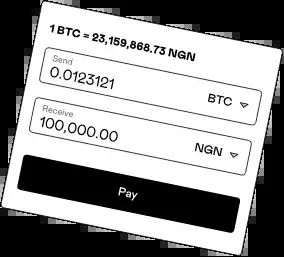 1 BTC = 23,159,868.73 NGN
Send
0.0123121
BTC
Receive
100,000.00
NGN
Pay